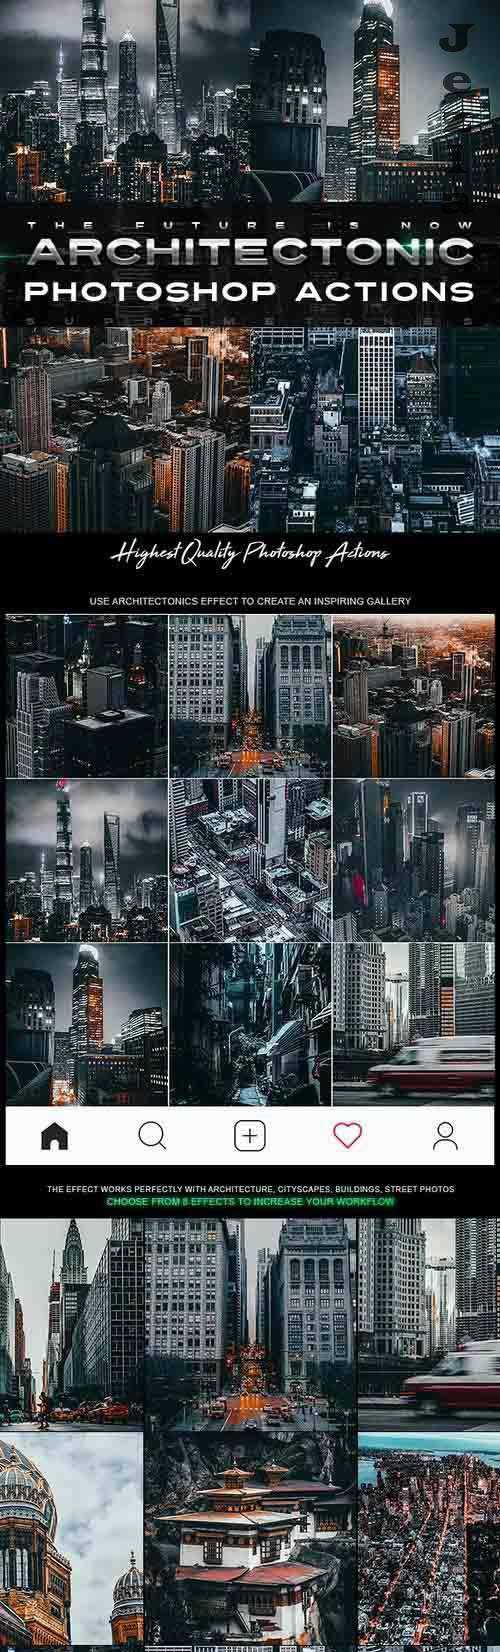 THE FUTURE IS NOW
ARCHITECTONIC
PHOTOSHOP ACTIONS
SUPREMETONES
Highest Quality Photoshop Actions
USE ARCHITECTONICS EFFECT TO CREATE AN INSPIRING GALLERY
THE EFFECT WORKS PERFECTLY WITH ARCHITECTURE, CITYSCAPES, BUILDINGS, STREET PHOTOS
CHOOSE FROM 8 EFFECTS TO INCREASE YOUR WORKFLOW